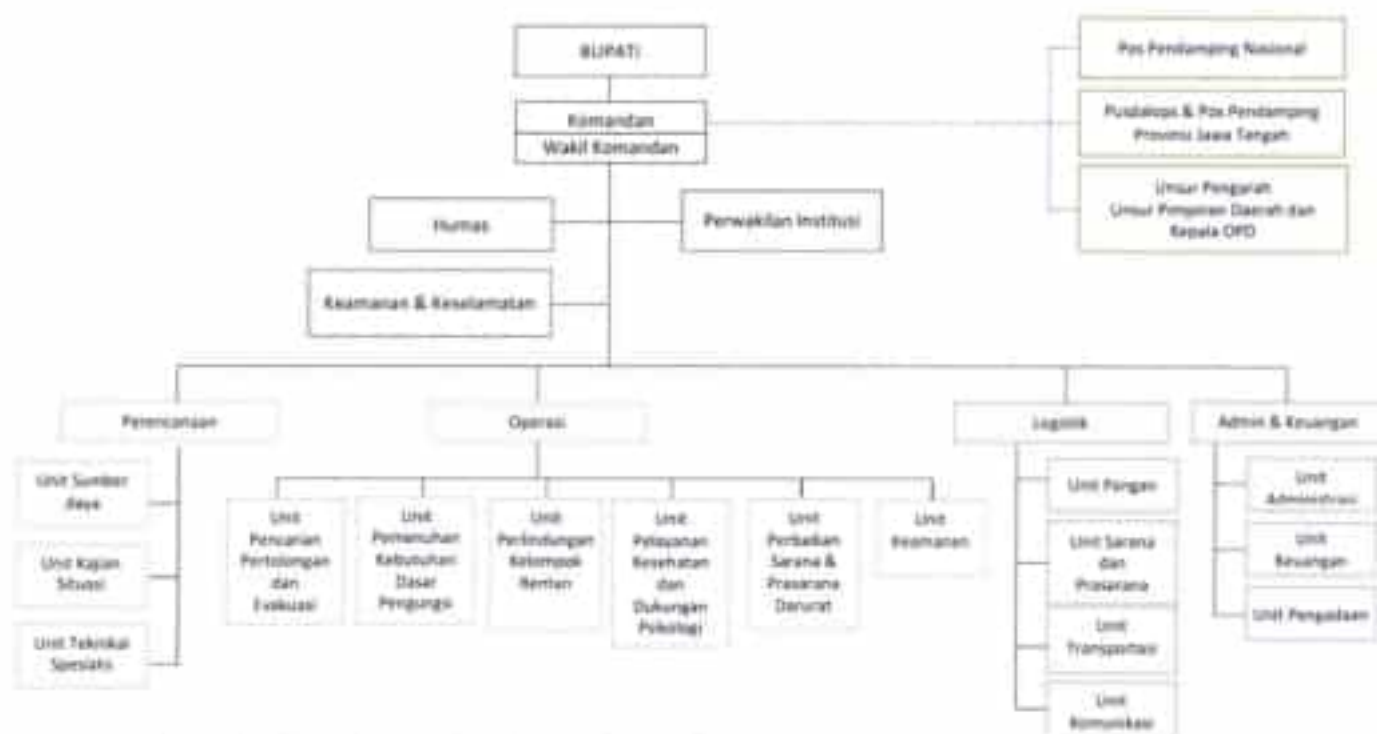 BUPATI
Komandan
Wakil Komandan
Pos Pendamping Nasional
Pusdalops & Pos Pendamping
Provinsi Jawa Tengah
Unsur Pengarah
Unsur Pimpinan Daerah dan
Kepala OPD
Humas
Perwakilan Institusi
Keamanan & Keselamatan
Perencanaan
Operasi
Logistik
Admin & Keuangan
Unit Sumber
daya
Unit Kajian
Situasi
Unit Teknikal
Spesialis
Unit
Pencarian
Pertolongan
dan
Evakuasi
Unit
Pemenuhan
Kebutuhan
Dasar
Pengungsi
Unit
Perlindungan
Kelompok
Rentan
Unit
Pelayanan
Kesehatan
dan
Dukungan
Psikologi
Unit
Perbaikan
Sarana &
Prasarana
Darurat
Unit
Keamanan
Unit Pangan
Unit Sarana
dan
Prasarana
Unit
Transportasi
Unit
Komunikasi
Unit
Administrasi
Unit
Keuangan
Unit Pengadaan